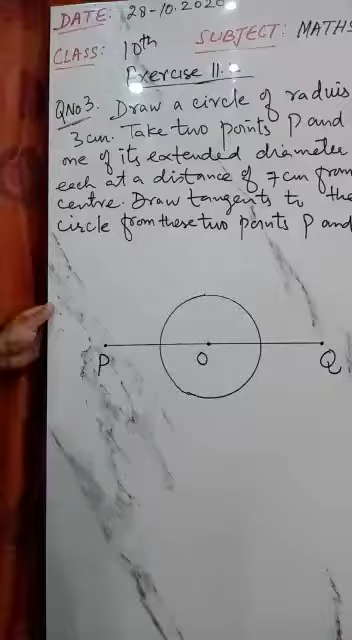 DATE: 28-10.2020
CLASS: 10th SUBJECT: MATHS
Exercise 11.
QNo3. Draw a circle of raduis
3cm. Take two points P and
one of its extended diameter
each at a distance of 7cm from
centre. Draw tangents to the
circle from these two points P and
P O Q